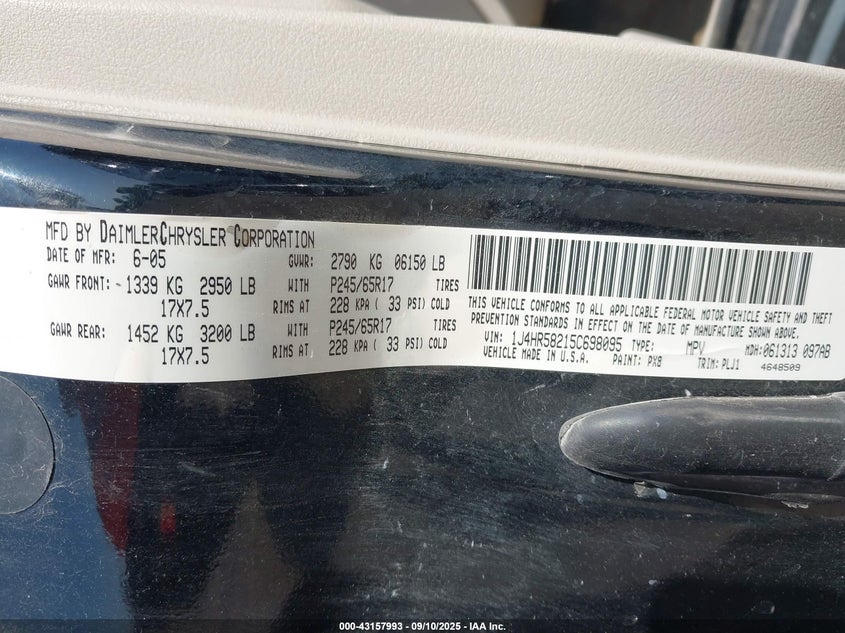 MFD BY DAIMLERCHRYSLER CORPORATION
DATE OF MFR: 6-05 GVWR: 2790 KG 06150 LB
GAWR FRONT: 1339 KG 2950 LB WITH P245/65R17 TIRES
17X7.5 RIMS AT 228 KPA ( 33 PSI) COLD
GAWR REAR: 1452 KG 3200 LB WITH P245/65R17 TIRES
17X7.5 RIMS AT 228 KPA ( 33 PSI) COLD
THIS VEHICLE CONFORMS TO ALL APPLICABLE FEDERAL MOTOR VEHICLE SAFETY AND THEFT
PREVENTION STANDARDS IN EFFECT ON THE DATE OF MANUFACTURE SHOWN ABOVE.
VIN: 1J4HR58215C698095 TYPE: MPV MDH:061313 097AB
VEHICLE MADE IN U.S.A. PAINT: PX8 TRIM: PLJ1 4648509
000-43157993 - 09/10/2025 - IAA Inc.